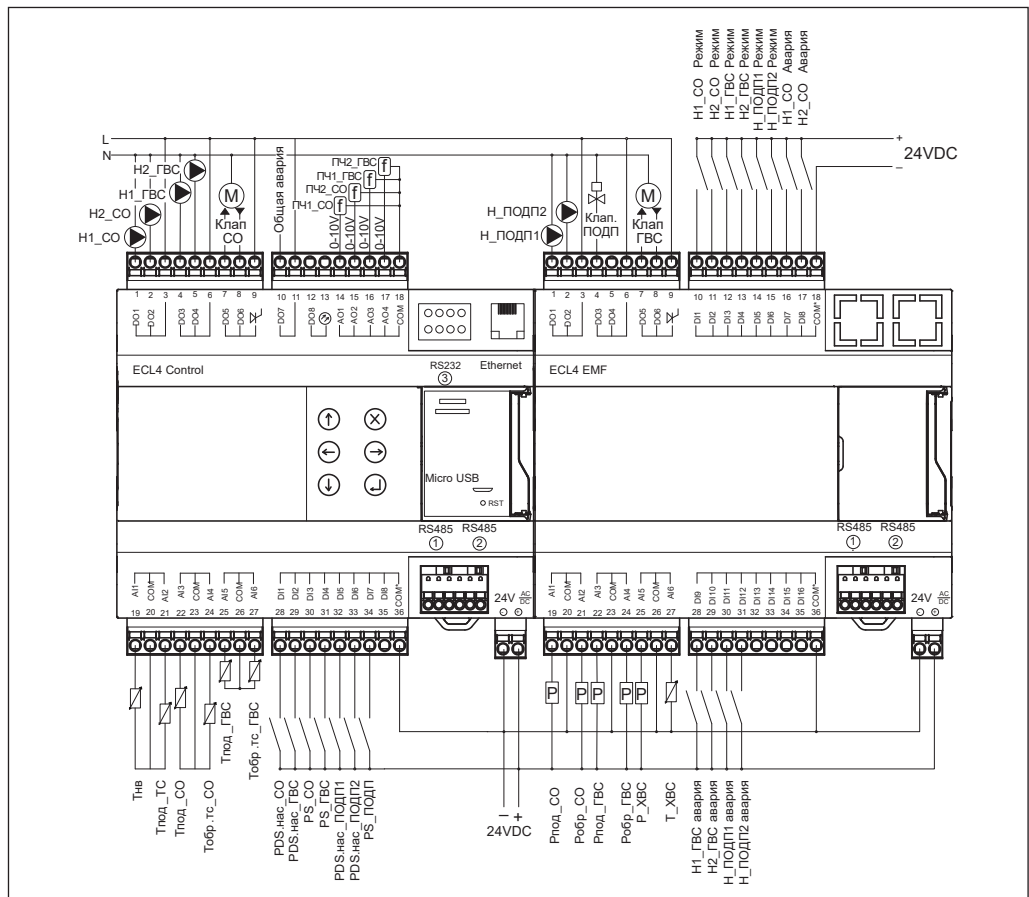 L
N
H1_CO
H2_CO
H1_ГВС
H2_ГВС
M
Клап
СО
Общая авария
ПЧ1_СО
ПЧ2_СО
ПЧ1_ГВС
ПЧ2_ГВС
f
f
f
f
0-10V
0-10V
0-10V
0-10V
Н_ПОДП1
Н_ПОДП2
Клап.
ПОДП
M
Клап
ГВС
Н1_СО Режим
Н2_СО Режим
Н1_ГВС Режим
Н2_ГВС Режим
Н_ПОДП1 Режим
Н_ПОДП2 Режим
Н1_СО Авария
Н2_СО Авария
+
24VDC
–
1 2 3 4 5 6 7 8 9
DO1 DO2 DO3 DO4 DO5 DO6
10 11 12 13 14 15 16 17 18
DO7 DO8 AO1 AO2 AO3 AO4 COM
1 2 3 4 5 6 7 8 9
DO1 DO2 DO3 DO4 DO5 DO6
10 11 12 13 14 15 16 17 18
DI1 DI2 DI3 DI4 DI5 DI6 DI7 DI8 COM*
ECL4 Control
RS232
③
Ethernet
ECL4 EMF
Micro USB
RST
RS485
①
RS485
②
RS485
①
RS485
②
AI1 COM AI2 AI3 COM AI4 AI5 COM AI6
19 20 21 22 23 24 25 26 27
DI1 DI2 DI3 DI4 DI5 DI6 DI7 DI8 COM*
28 29 30 31 32 33 34 35 36
24V AC DC
– +
AI1 COM AI2 AI3 COM AI4 AI5 COM AI6
19 20 21 22 23 24 25 26 27
DI9 DI10 DI11 DI12 DI13 DI14 DI15 DI16 COM*
28 29 30 31 32 33 34 35 36
24V AC DC
– +
Тнв
Тпод_ТС
Тпод_СО
Тобр.тс_СО
Тпод_ГВС
Тобр.тс_ГВС
PDS.нас_СО
PDS.нас_ГВС
PS_СО
PS_ГВС
PDS.нас_ПОДП1
PDS.нас_ПОДП2
PS_ПОДП
– +
24VDC
P
P
P
P
P
Рпод_СО
Робр_СО
Рпод_ГВС
Робр_ГВС
Р_ХВС
Т_ХВС
Н1_ГВС авария
Н2_ГВС авария
Н_ПОДП1 авария
Н_ПОДП2 авария